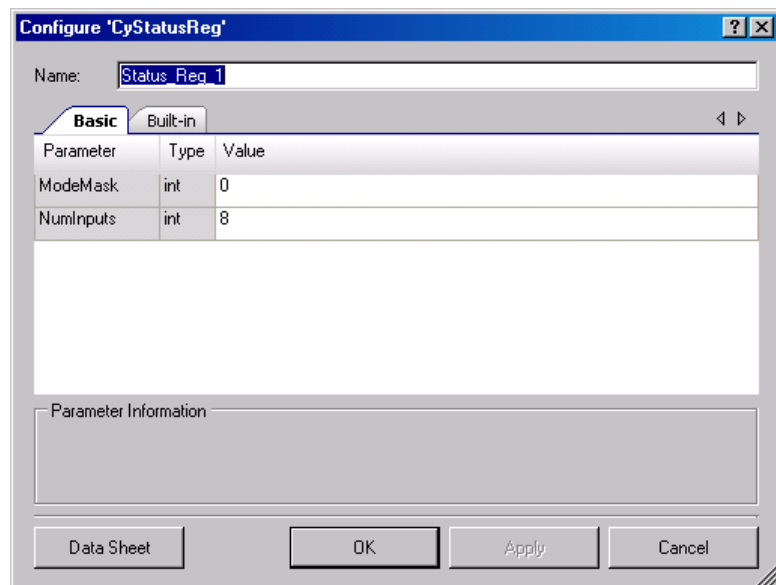 Configure 'CyStatusReg'
Name: Status_Reg_1
Basic Built-in
Parameter Type Value
ModeMask int 0
NumInputs int 8
Parameter Information
Data Sheet OK Apply Cancel